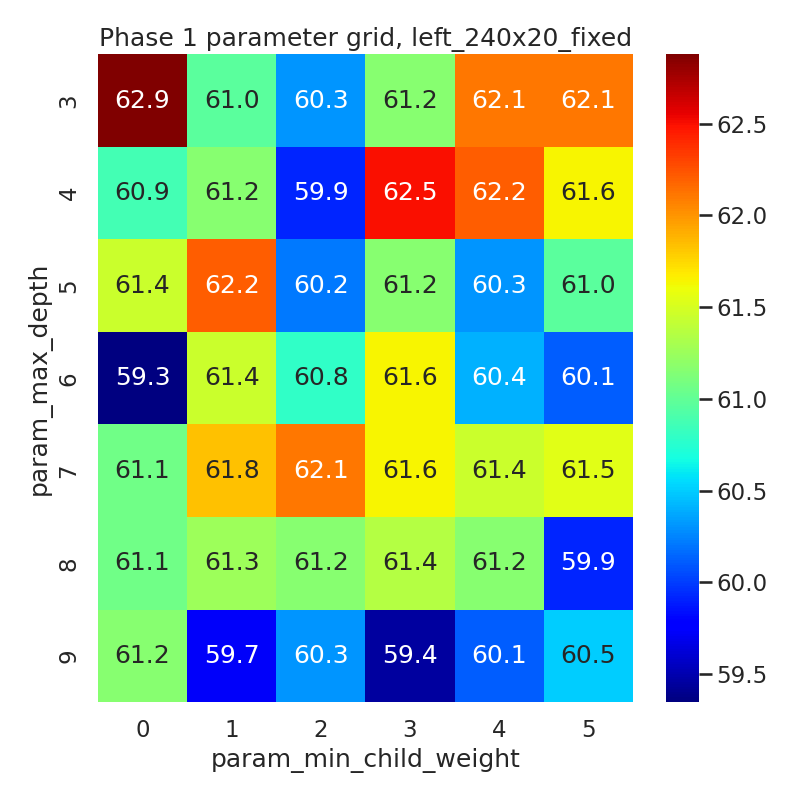 Phase 1 parameter grid, left_240x20_fixed
param_max_depth
3 62.9 61.0 60.3 61.2 62.1 62.1
4 60.9 61.2 59.9 62.5 62.2 61.6
5 61.4 62.2 60.2 61.2 60.3 61.0
6 59.3 61.4 60.8 61.6 60.4 60.1
7 61.1 61.8 62.1 61.6 61.4 61.5
8 61.1 61.3 61.2 61.4 61.2 59.9
9 61.2 59.7 60.3 59.4 60.1 60.5
0 1 2 3 4 5
param_min_child_weight
62.5
62.0
61.5
61.0
60.5
60.0
59.5